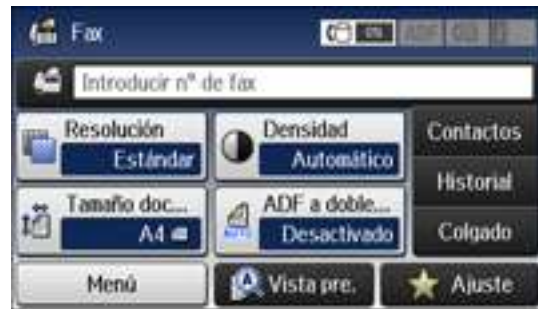 Fax
ADF
Introducir nº de fax
Resolución
Estándar
Densidad
Automático
Contactos
Historial
Tamaño doc...
A4
ADF a doble...
Desactivado
Colgado
Menú
Vista pre.
Ajuste